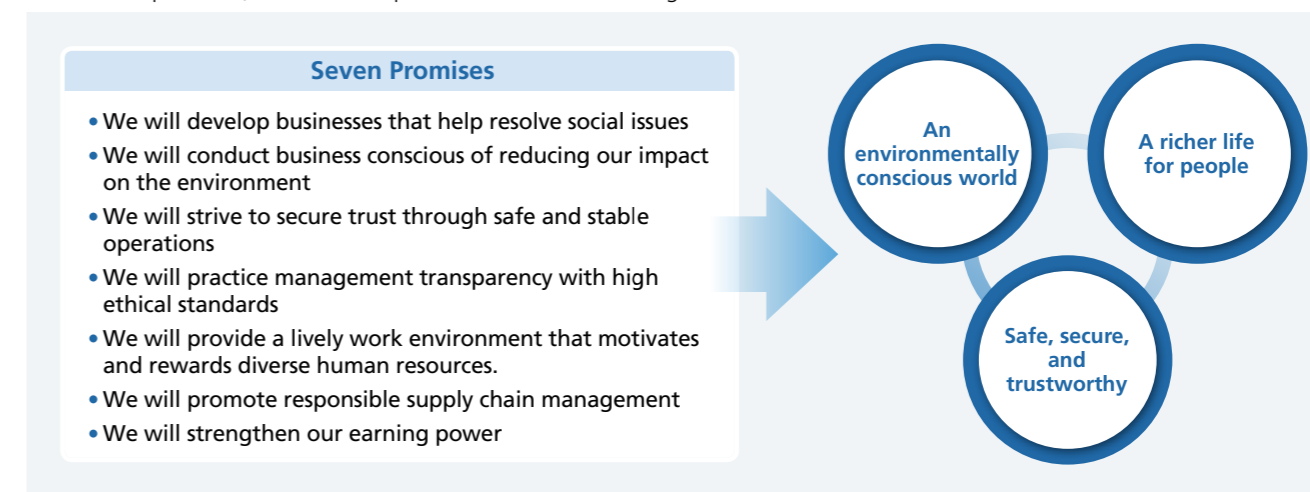 Seven Promises
• We will develop businesses that help resolve social issues
• We will conduct business conscious of reducing our impact
on the environment
• We will strive to secure trust through safe and stable
operations
• We will practice management transparency with high
ethical standards
• We will provide a lively work environment that motivates
and rewards diverse human resources.
• We will promote responsible supply chain management
• We will strengthen our earning power
An
environmentally
conscious world
A richer life
for people
Safe, secure,
and
trustworthy